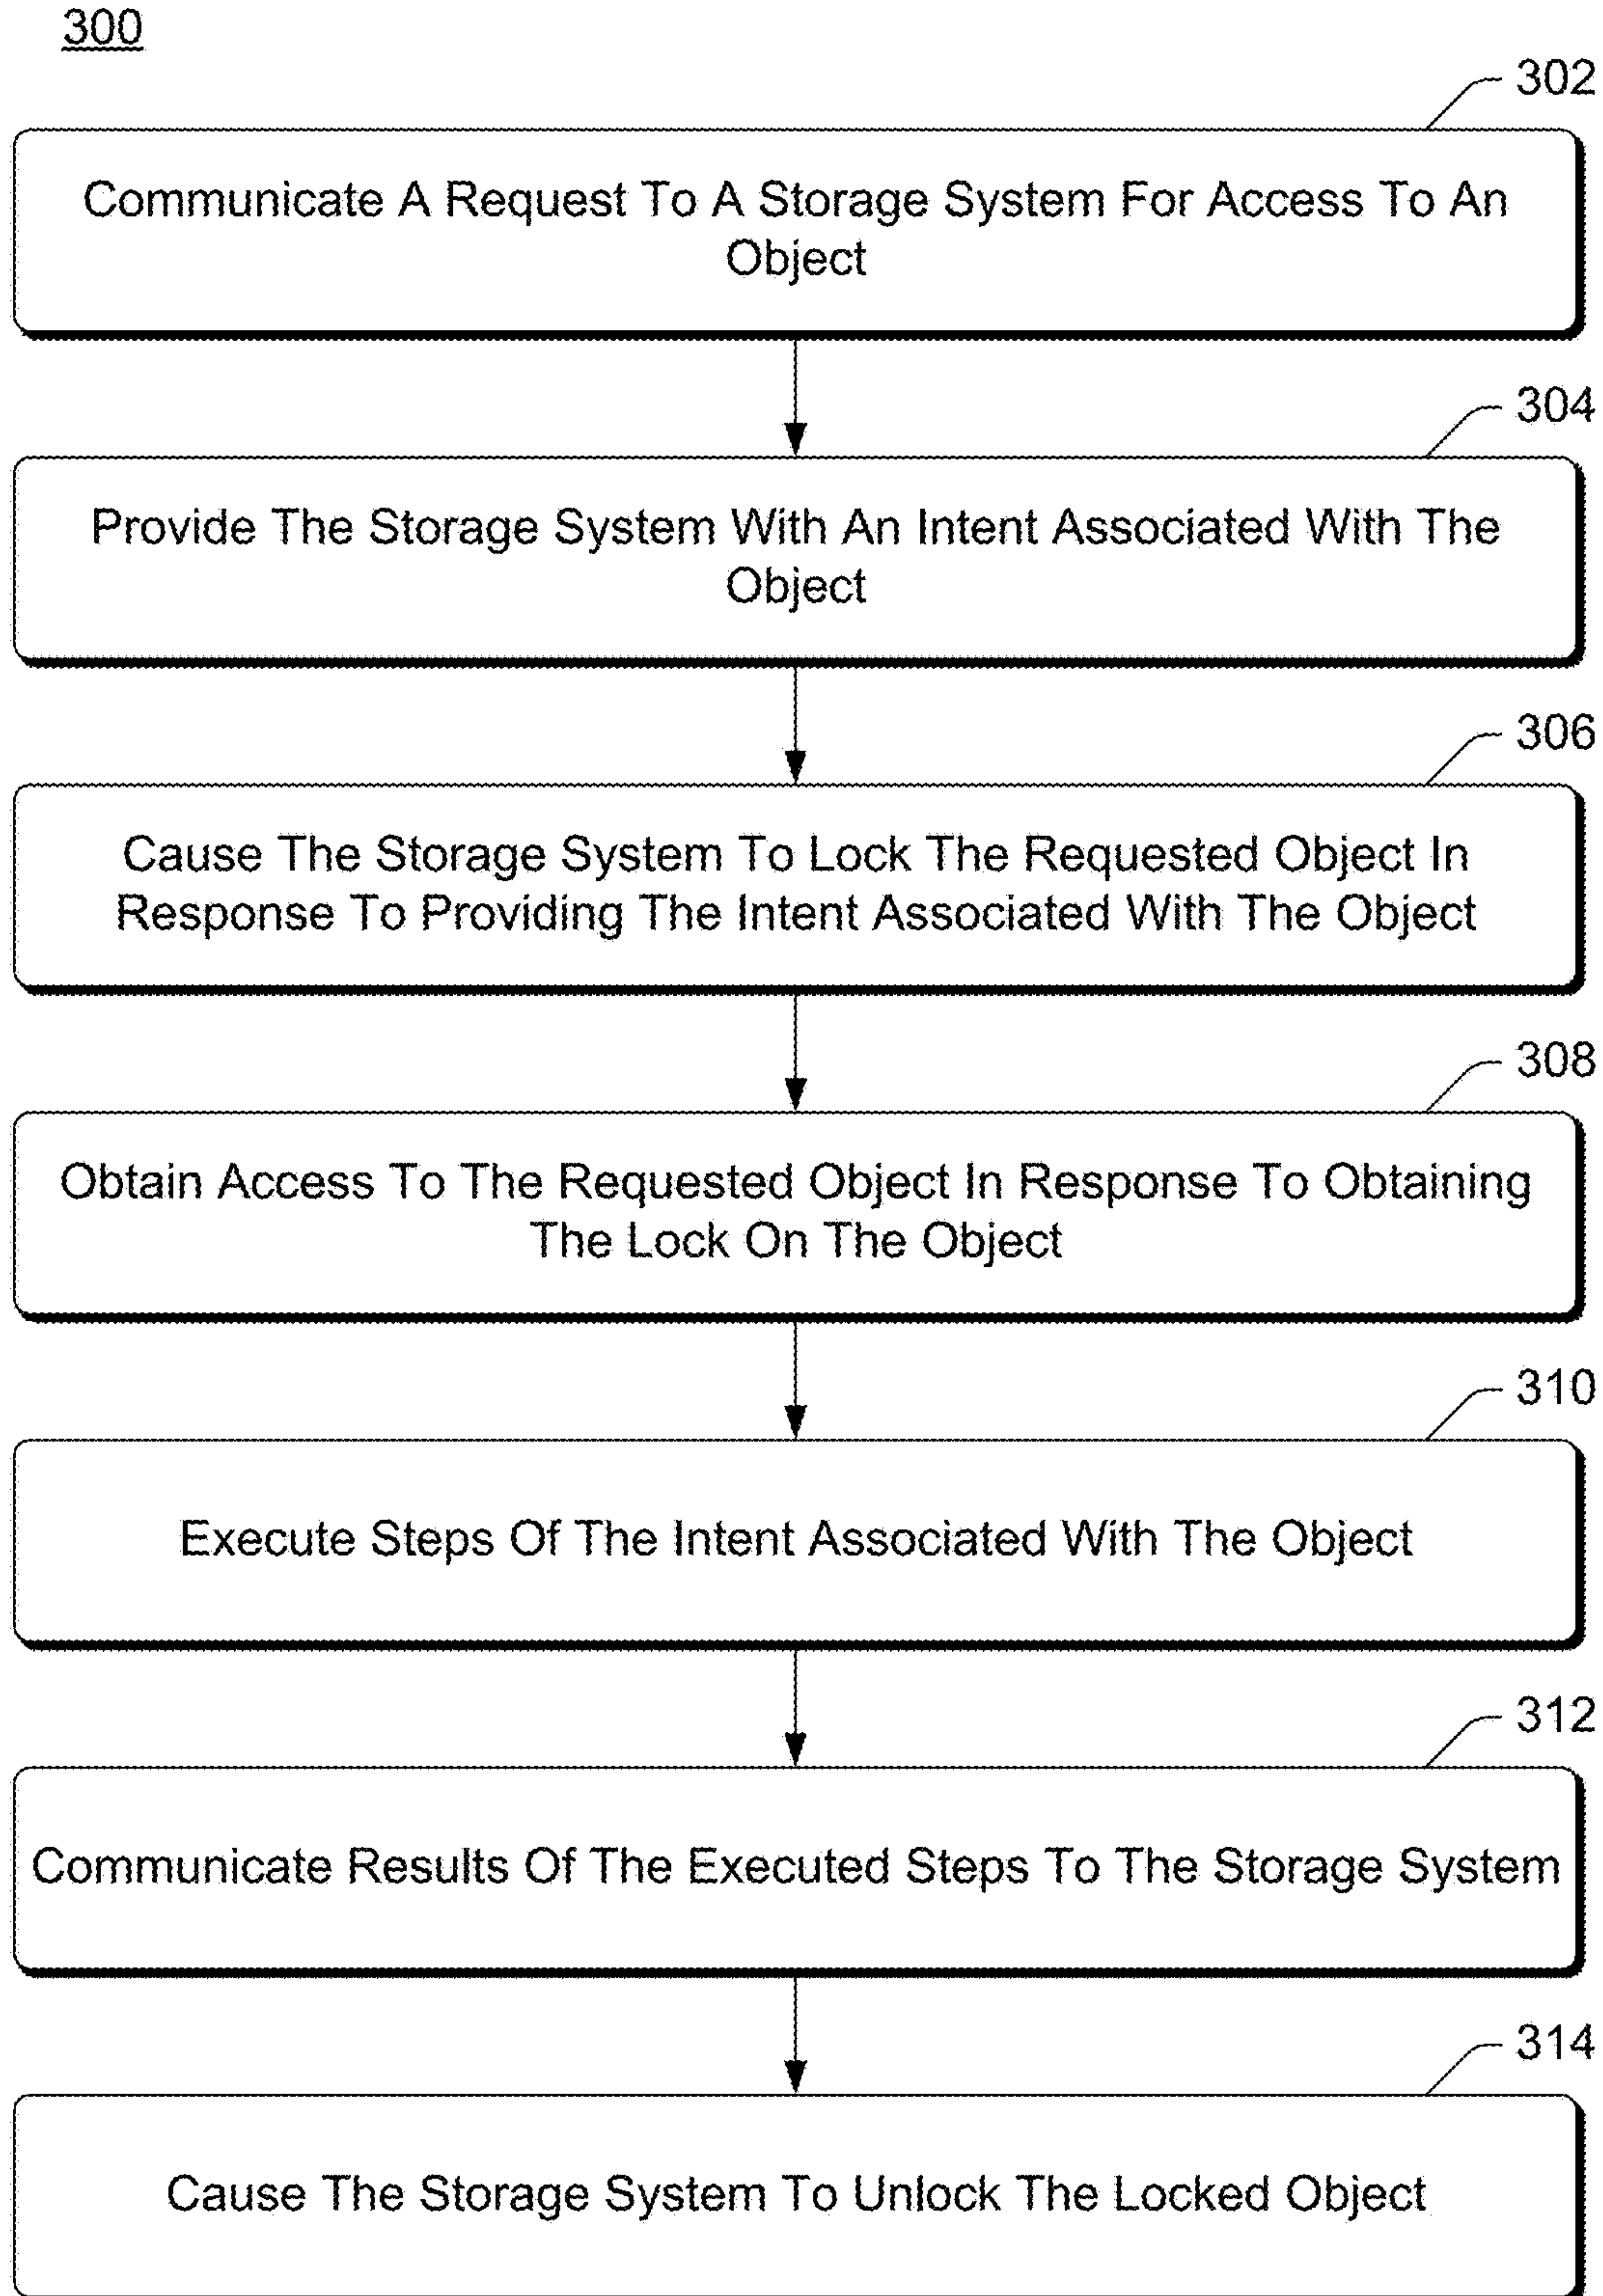 300
302
Communicate A Request To A Storage System For Access To An
Object
304
Provide The Storage System With An Intent Associated With The
Object
306
Cause The Storage System To Lock The Requested Object In
Response To Providing The Intent Associated With The Object
308
Obtain Access To The Requested Object In Response To Obtaining
The Lock On The Object
310
Execute Steps Of The Intent Associated With The Object
312
Communicate Results Of The Executed Steps To The Storage System
314
Cause The Storage System To Unlock The Locked Object